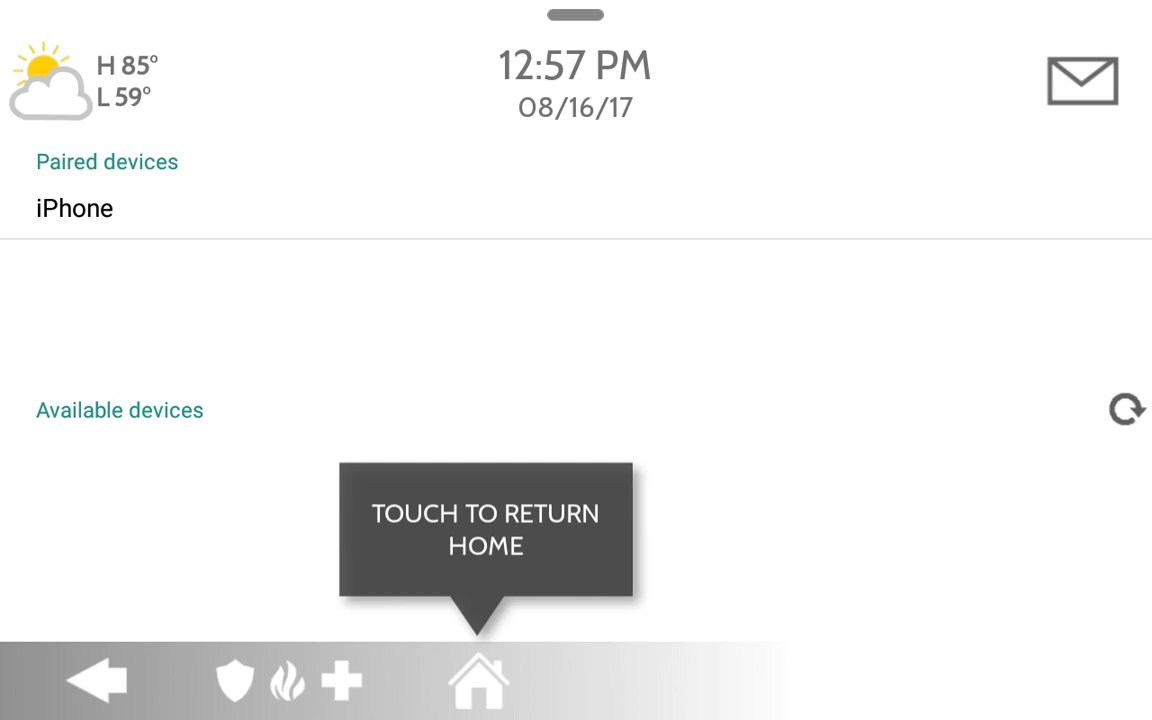 H 85°
L 59°
12:57 PM
08/16/17
Paired devices
iPhone
Available devices
TOUCH TO RETURN
HOME